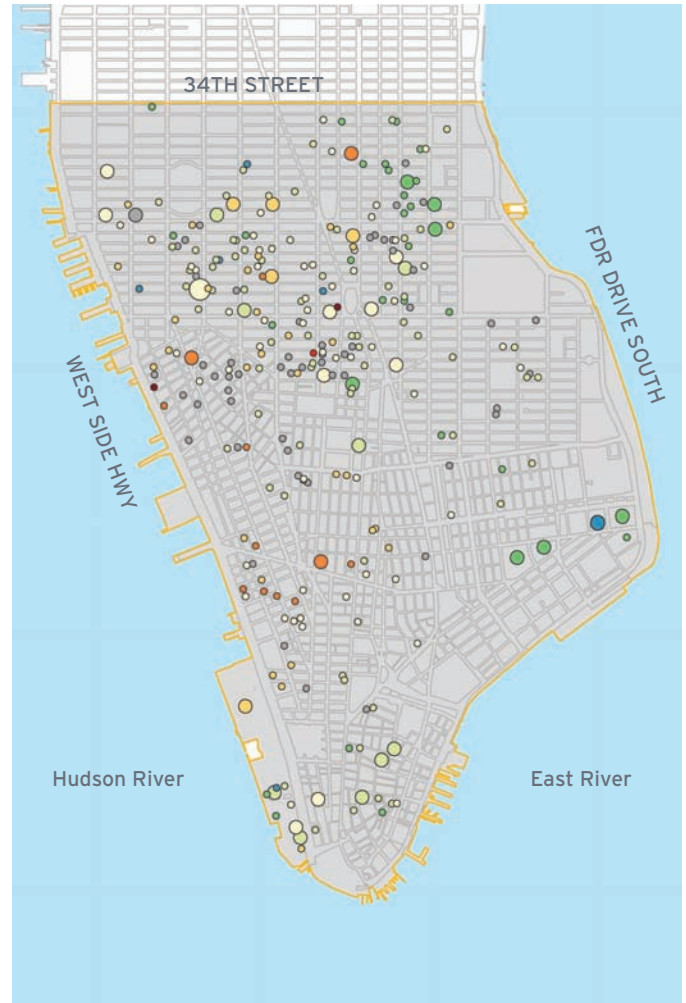 34TH STREET
FDR DRIVE SOUTH
WEST SIDE HWY
Hudson River
East River